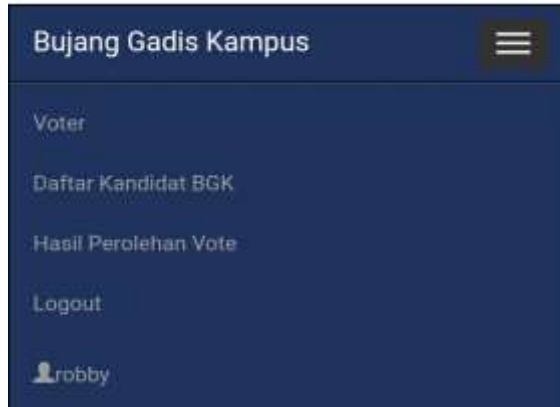 Bujang Gadis Kampus
Voter
Daftar Kandidat BGK
Hasil Perolehan Vote
Logout
robby